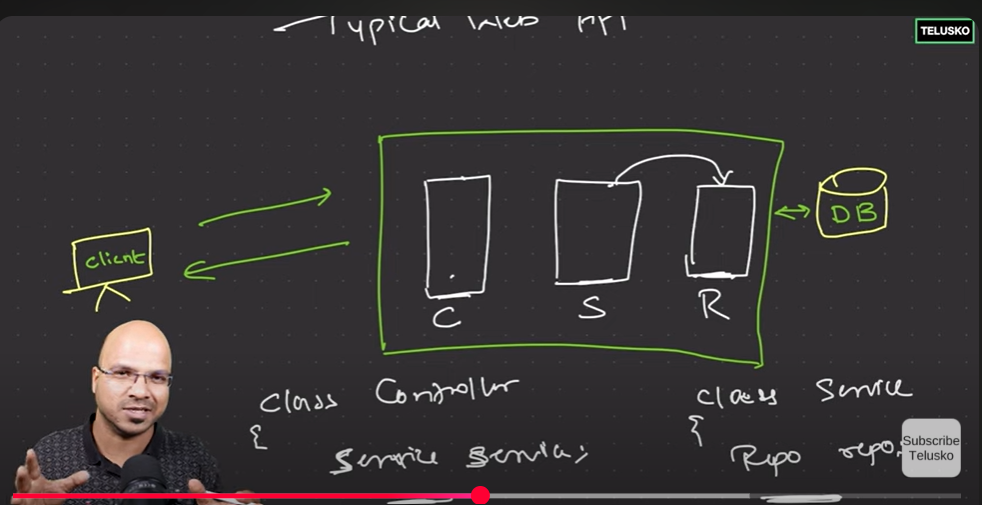 Typical Web API
TELUSKO
client
DB
C S R
class Controller
{
Service service;
class Service
{
Repo repo;
Subscribe
Telusko